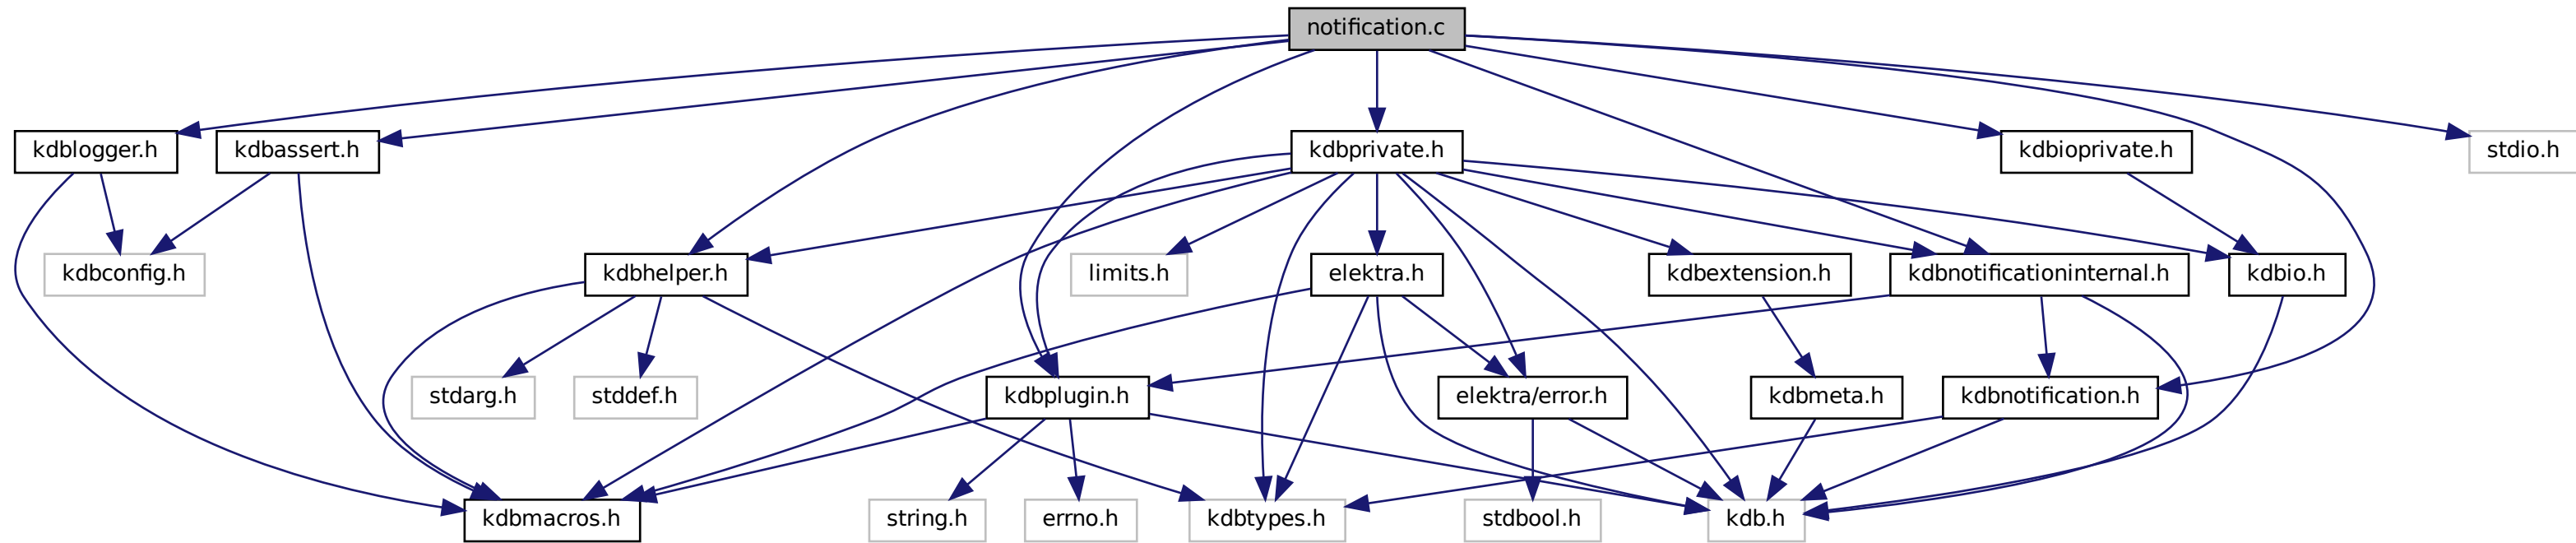 notification.c
kdblogger.h
kdbassert.h
kdbprivate.h
kdbioprivate.h
stdio.h
kdbconfig.h
kdbhelper.h
limits.h
elektra.h
kdbextension.h
kdbnotificationinternal.h
kdbio.h
stdarg.h
stddef.h
kdbplugin.h
elektra/error.h
kdbmeta.h
kdbnotification.h
kdbmacros.h
string.h
errno.h
kdbtypes.h
stdbool.h
kdb.h